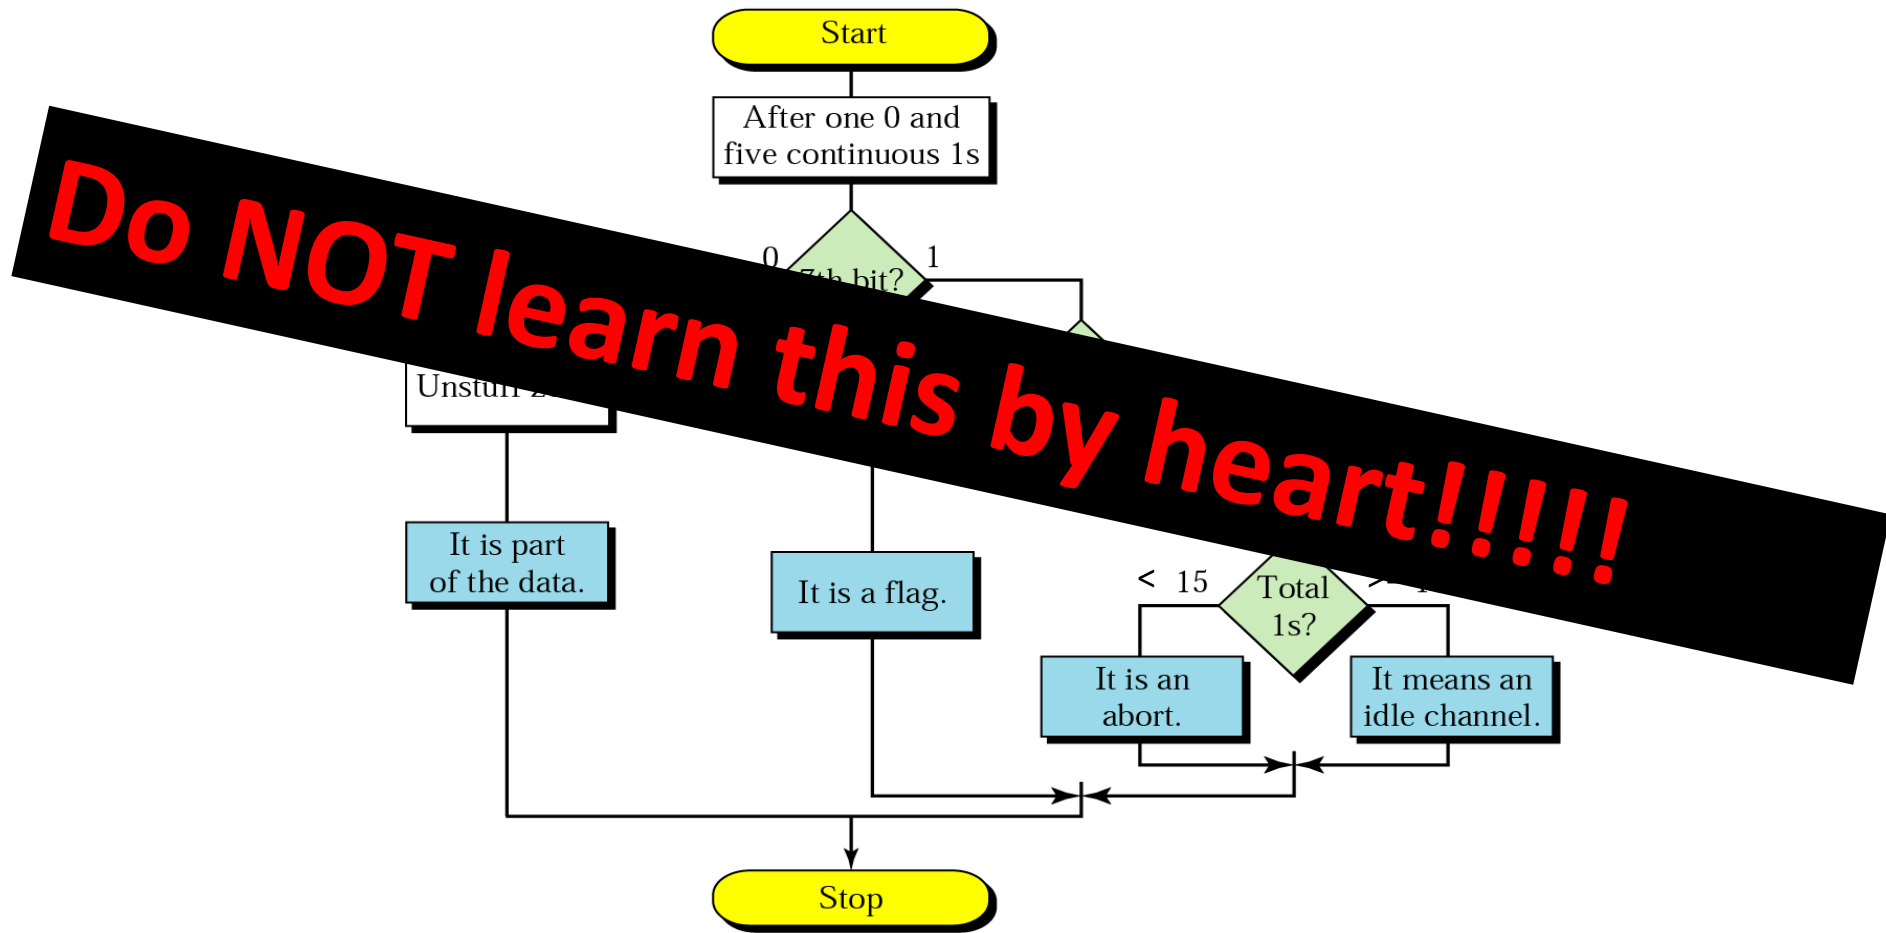 Start
After one 0 and
five continuous 1s
0
1
7th bit?
Do NOT learn this by heart!!!!!
Unstuff
It is part
of the data.
It is a flag.
< 15
Total
1s?
It is an
abort.
It means an
idle channel.
Stop